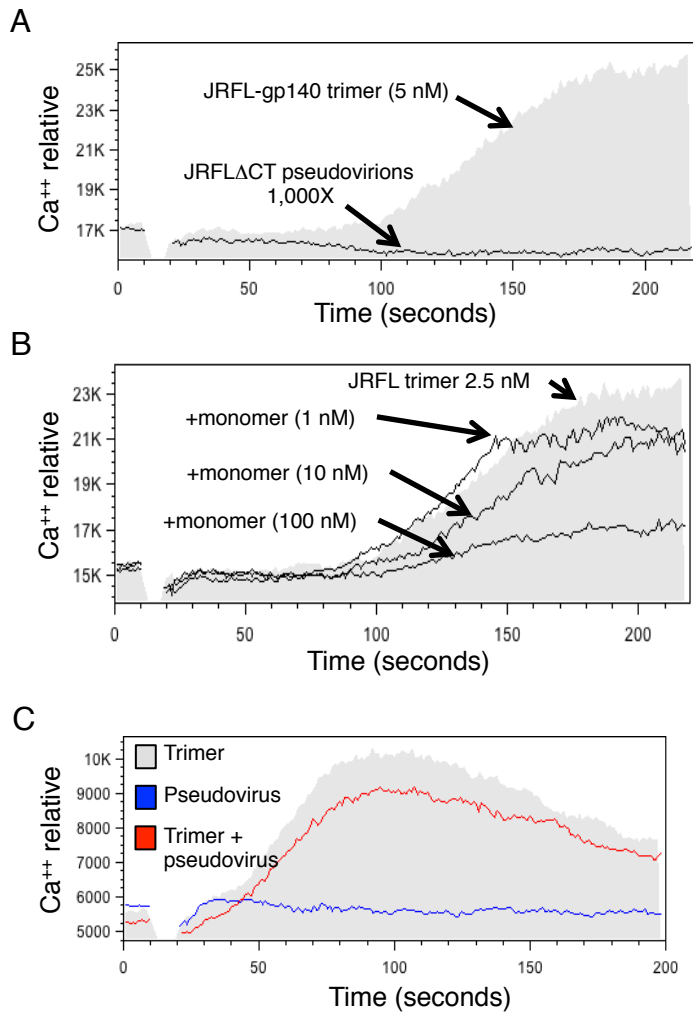 A
25K
23K
21K
19K
17K
Ca++ relative
JRFL-gp140 trimer (5 nM)
JRFLΔCT pseudovirions
1,000X
0 50 100 150 200
Time (seconds)
B
23K
21K
19K
17K
15K
Ca++ relative
JRFL trimer 2.5 nM
+monomer (1 nM)
+monomer (10 nM)
+monomer (100 nM)
0 50 100 150 200
Time (seconds)
C
10K
9000
8000
7000
6000
5000
Ca++ relative
Trimer
Pseudovirus
Trimer +
pseudovirus
0 50 100 150 200
Time (seconds)